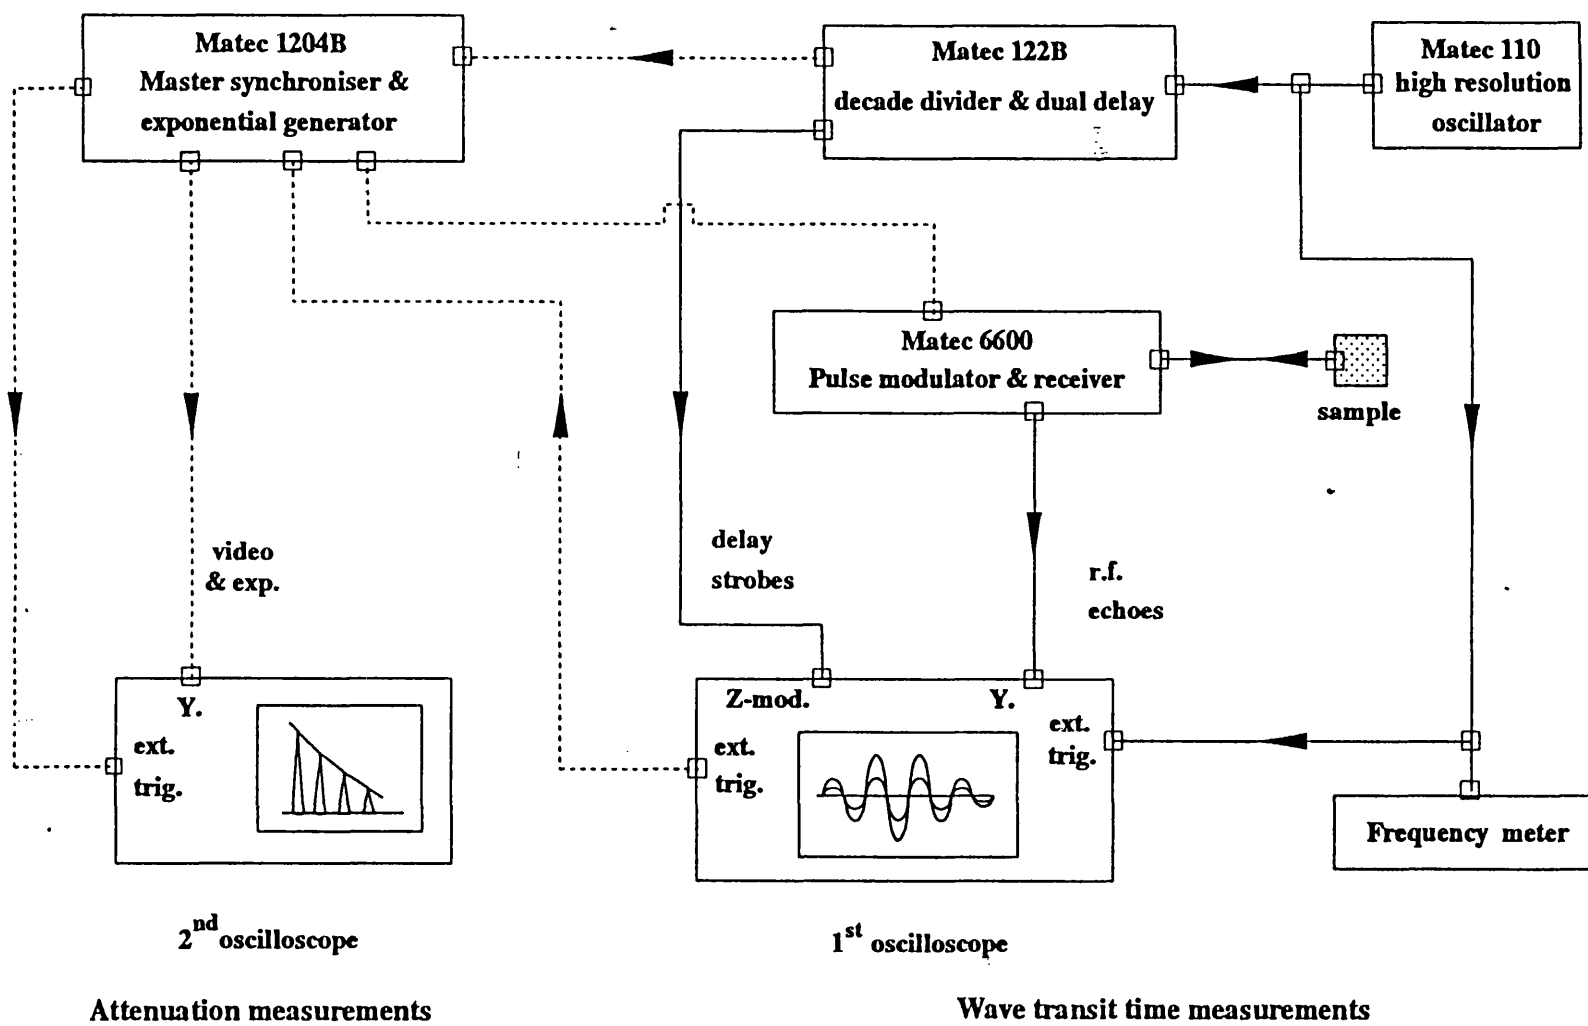 Matec 1204B
Master synchroniser &
exponential generator
Matec 122B
decade divider & dual delay
Matec 110
high resolution
oscillator
Matec 6600
Pulse modulator & receiver
sample
video
& exp.
delay
strobes
r.f.
echoes
Y.
ext.
trig.
Z-mod.
Y.
ext.
trig.
ext.
trig.
Frequency meter
2nd oscilloscope
1st oscilloscope
Attenuation measurements
Wave transit time measurements